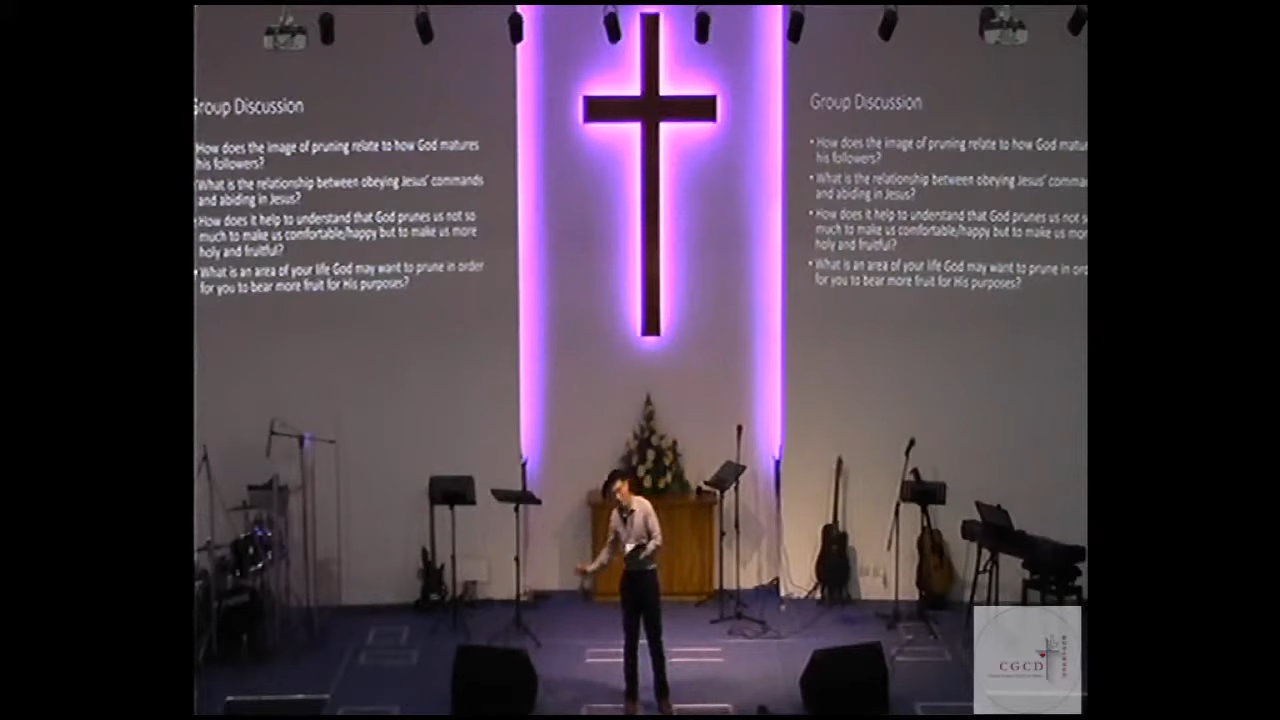 Group Discussion
How does the image of pruning relate to how God matures
his followers?
What is the relationship between obeying Jesus' commands
and abiding in Jesus?
How does it help to understand that God prunes us not so
much to make us comfortable/happy but to make us more
holy and fruitful?
What is an area of your life God may want to prune in order
for you to bear more fruit for His purposes?
Group Discussion
• How does the image of pruning relate to how God matu
his followers?
• What is the relationship between obeying Jesus' comma
and abiding in Jesus?
• How does it help to understand that God prunes us not s
much to make us comfortable/happy but to make us mor
holy and fruitful?
• What is an area of your life God may want to prune in ord
for you to bear more fruit for His purposes?
CGCD